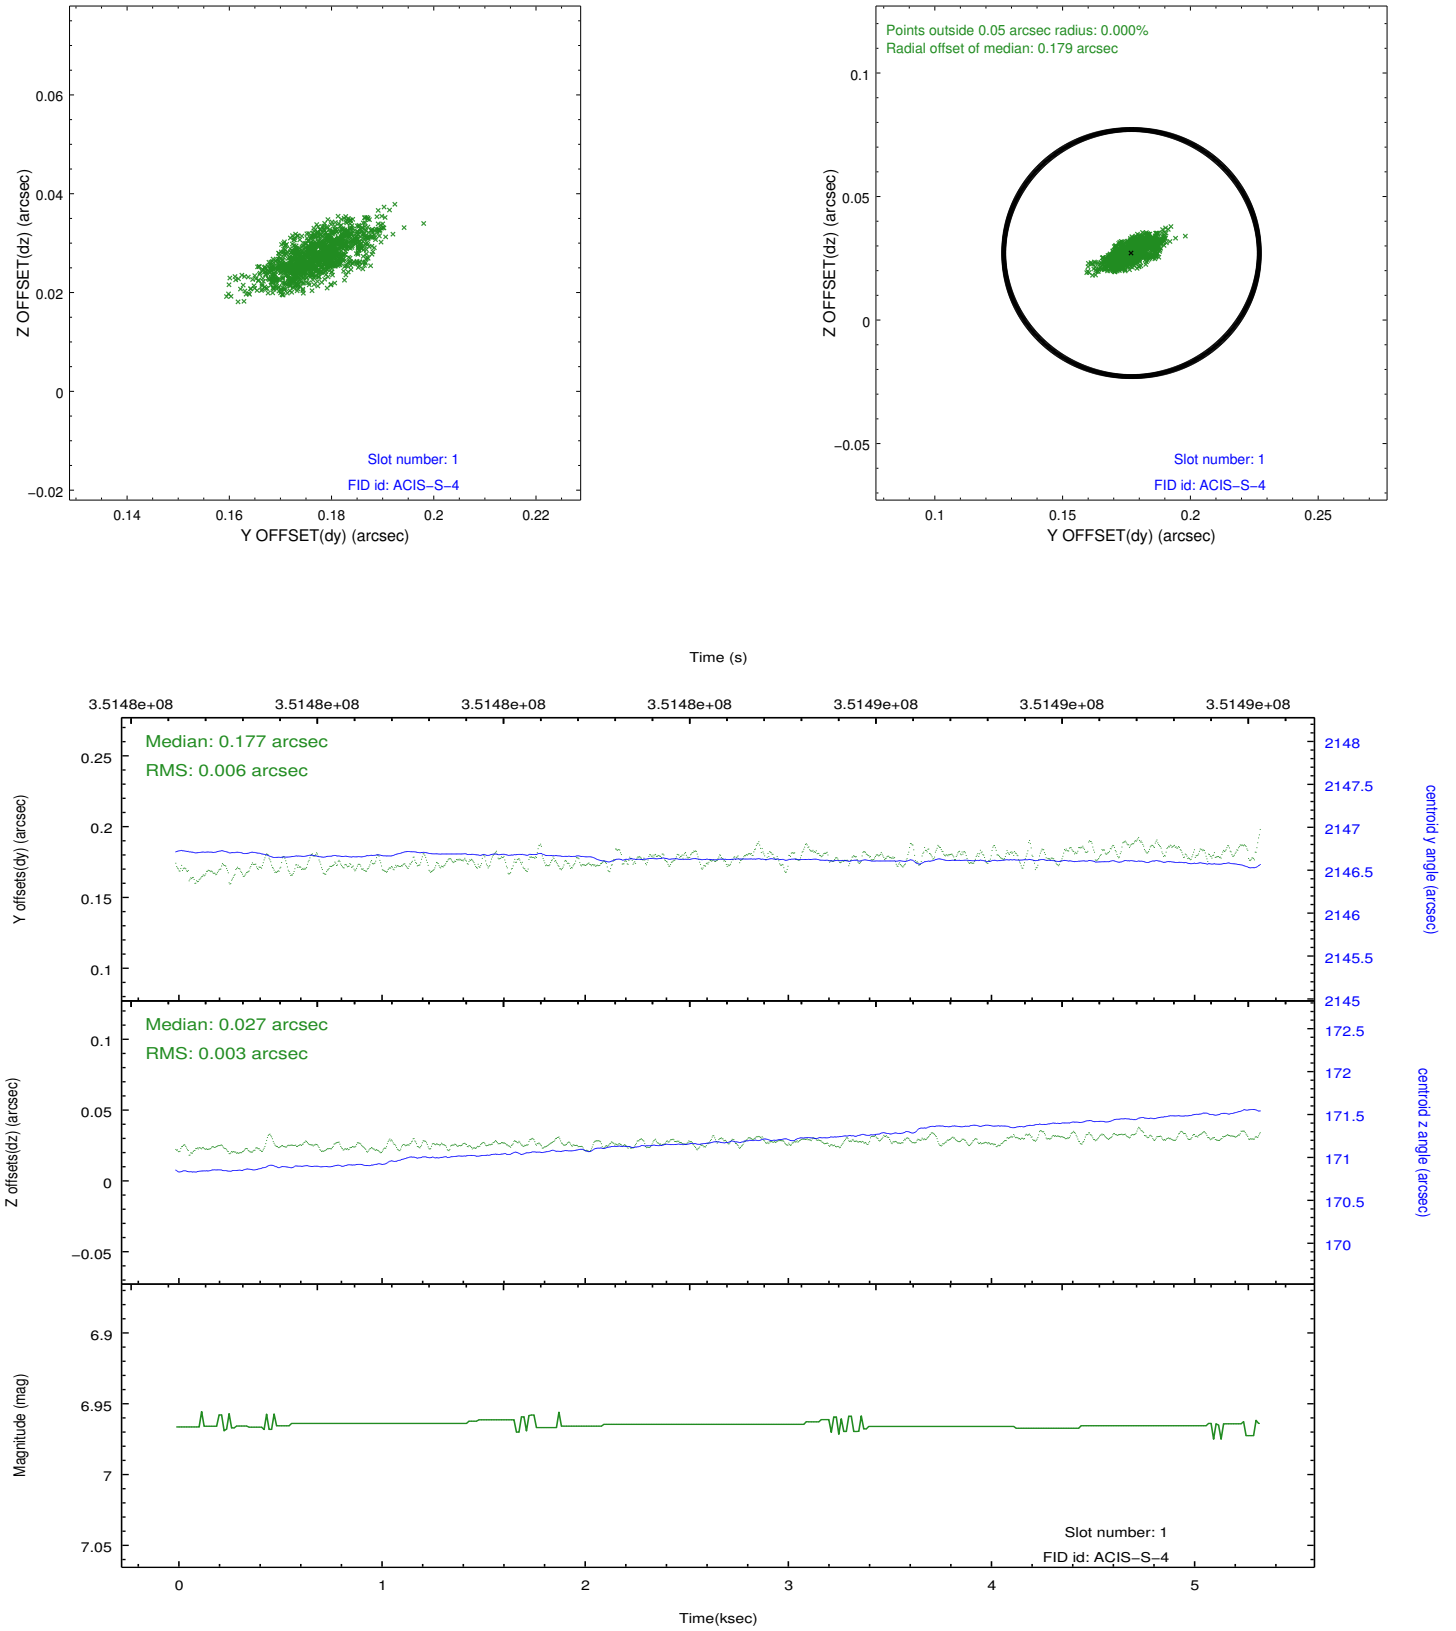 0.06
0.04
0.02
0
−0.02
Z OFFSET(dz) (arcsec)
Slot number: 1
FID id: ACIS−S−4
0.14 0.16 0.18 0.2 0.22
Y OFFSET(dy) (arcsec)
Points outside 0.05 arcsec radius: 0.000%
Radial offset of median: 0.179 arcsec
0.1
0.05
0
−0.05
Z OFFSET(dz) (arcsec)
Slot number: 1
FID id: ACIS−S−4
0.1 0.15 0.2 0.25
Y OFFSET(dy) (arcsec)
Time (s)
3.5148e+08 3.5148e+08 3.5148e+08 3.5148e+08 3.5149e+08 3.5149e+08 3.5149e+08
Median: 0.177 arcsec
RMS: 0.006 arcsec
0.25
0.2
0.15
0.1
Y offsets(dy) (arcsec)
2148
2147.5
2147
2146.5
2146
2145.5
2145
centroid y angle (arcsec)
Median: 0.027 arcsec
RMS: 0.003 arcsec
0.1
0.05
0
−0.05
Z offsets(dz) (arcsec)
172.5
172
171.5
171
170.5
170
centroid z angle (arcsec)
6.9
6.95
7
7.05
Magnitude (mag)
Slot number: 1
FID id: ACIS−S−4
0 1 2 3 4 5
Time(ksec)